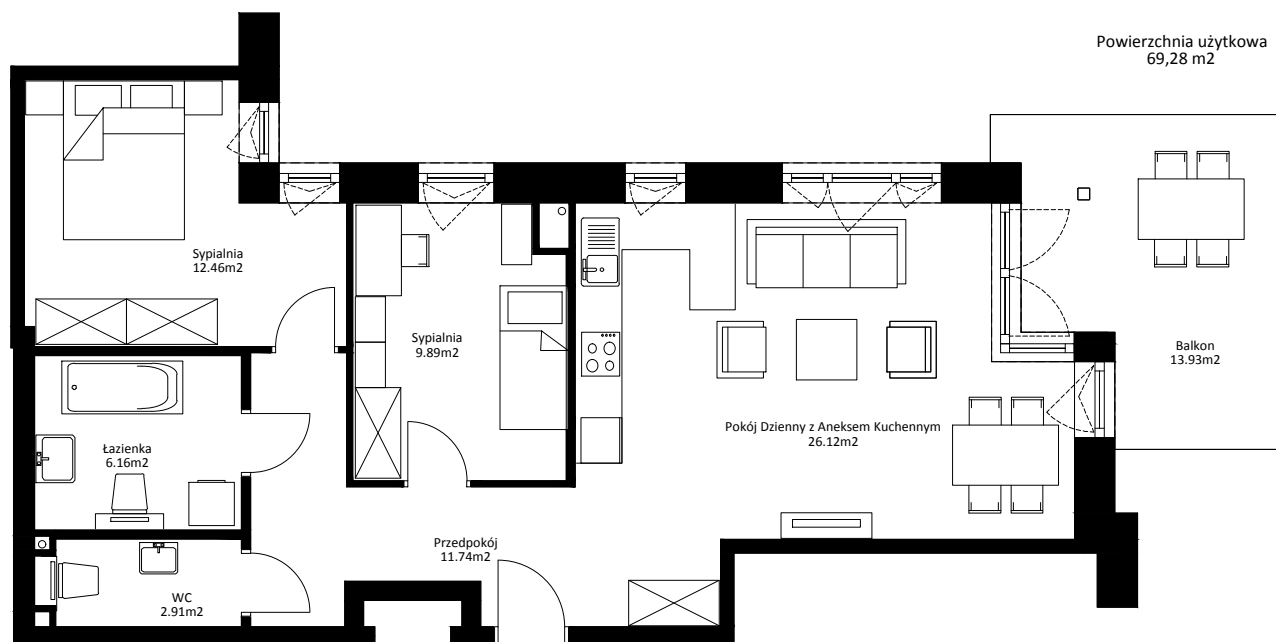 Powierzchnia użytkowa
69,28 m2
Sypialnia
12.46m2
Sypialnia
9.89m2
Balkon
13.93m2
Pokój Dzienny z Aneksem Kuchennym
26.12m2
Łazienka
6.16m2
Przedpokój
11.74m2
WC
2.91m2